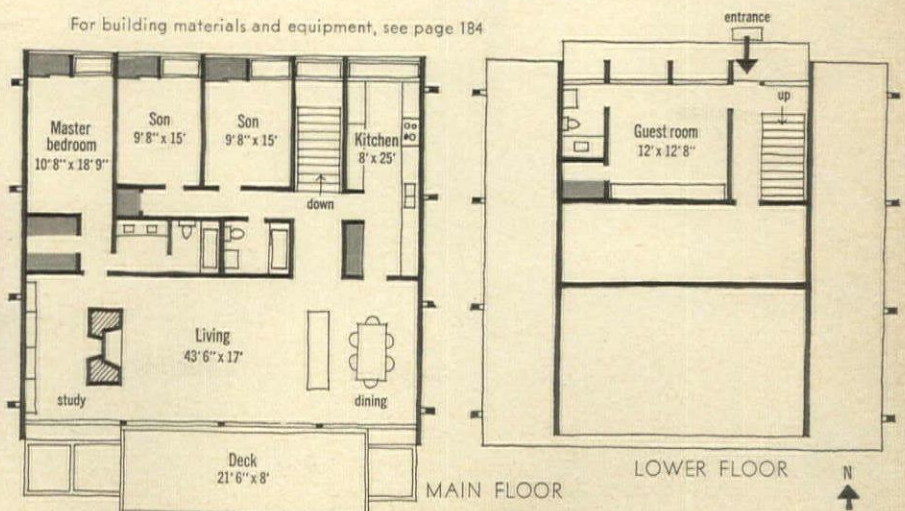 For building materials and equipment, see page 184
Master
bedroom
10'8" x 18'9"
Son
9'8" x 15'
Son
9'8" x 15'
Kitchen
8' x 25'
down
Living
43'6" x 17'
study
dining
Deck
21'6" x 8'
MAIN FLOOR
entrance
up
Guest room
12' x 12'8"
LOWER FLOOR
N